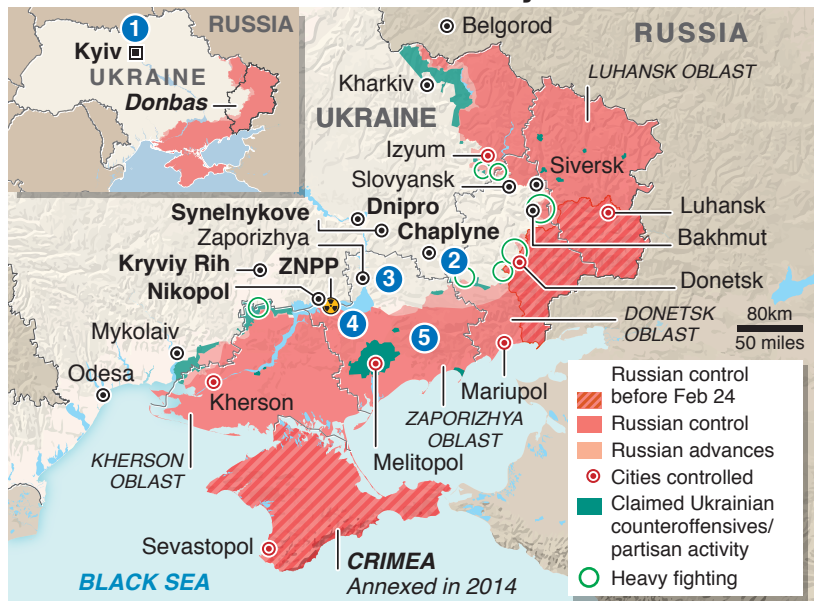 1
RUSSIA
Kyiv
UKRAINE
Donbas
Belgorod
RUSSIA
LUHANSK OBLAST
Kharkiv
UKRAINE
Izyum
Slovyansk
Siversk
Synelnykove
Dnipro
Luhansk
Zaporizhya
Chaplyne
Bakhmut
Kryviy Rih
ZNPP
2
3
Donetsk
Nikopol
4
5
DONETSK
OBLAST
80km
50 miles
Mykolaiv
Odesa
Kherson
Mariupol
ZAPORIZHYA
OBLAST
KHERSON
OBLAST
Melitopol
Sevastopol
CRIMEA
Annexed in 2014
BLACK SEA
Russian control
before Feb 24
Russian control
Russian advances
Cities controlled
Claimed Ukrainian
counteroffensives/
partisan activity
Heavy fighting